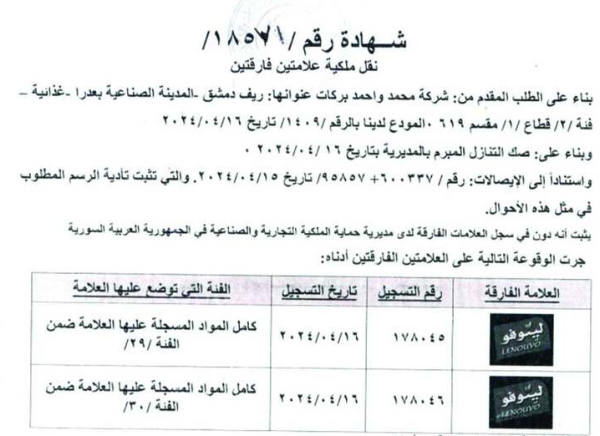 شهادة رقم /١٨٥٧١/
نقل ملكية علامتين فارقتين
بناء على الطلب المقدم من: شركة محمد واحمد بركات عنوانها: ريف دمشق -المدينة الصناعية بعدرا -غذائية –
فئة /٢/ قطاع /١/ مقسم ٦١٩ ٠المودع لدينا بالرقم /١٤٠٩/ تاريخ ٢٠٢٤/٠٤/١٦
وبناء على: صك التنازل المبرم بالمديرية بتاريخ ٢٠٢٤/٠٤/١٦ ٠
واستناداً إلى الإيصالات: رقم / ٦٠٠٣٣٧+ ٩٥٨٥٧/ تاريخ ٢٠٢٤/٠٤/١٥. والتي تثبت تأدية الرسم المطلوب
في مثل هذه الأحوال.
يثبت أنه دون في سجل العلامات الفارقة لدى مديرية حماية الملكية التجارية والصناعية في الجمهورية العربية السورية
جرت الوقوعة التالية على العلامتين الفارقتين أدناه:
العلامة الفارقة رقم التسجيل تاريخ التسجيل الفئة التي توضع عليها العلامة
لينوفو LENOUVO ١٧٨٠٤٥ ٢٠٢٤/٠٤/١٦ كامل المواد المسجلة عليها العلامة ضمن
الفئة /٢٩/
لينوفو LENOUVO ١٧٨٠٤٦ ٢٠٢٤/٠٤/١٦ كامل المواد المسجلة عليها العلامة ضمن
الفئة /٣٠/